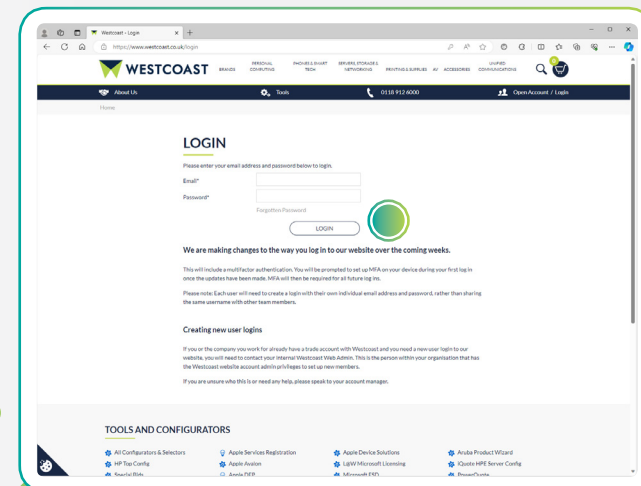 Westcoast - Login
https://www.westcoast.co.uk/login
WESTCOAST
BRANDS
PERSONAL COMPUTING
PHONES & SMART TECH
SERVERS, STORAGE & NETWORKING
PRINTING & SUPPLIES
AV
ACCESSORIES
UNIFIED COMMUNICATIONS
0
About Us
Tools
0118 912 6000
Open Account / Login
Home
LOGIN
Please enter your email address and password below to login.
Email*
Password*
Forgotten Password
LOGIN
We are making changes to the way you log in to our website over the coming weeks.
This will include a multifactor authentication. You will be prompted to set up MFA on your device during your first log in
once the updates have been made. MFA will then be required for all future log ins.
Please note: Each user will need to create a login with their own individual email address and password, rather than sharing
the same username with other team members.
Creating new user logins
If you or the company you work for already have a trade account with Westcoast and you need a new user login to our
website, you will need to contact your internal Westcoast Web Admin. This is the person within your organisation that has
the Westcoast website account admin privileges to set up new members.
If you are unsure who this is or need any help, please speak to your account manager.
TOOLS AND CONFIGURATORS
All Configurators & Selectors
Apple Services Registration
Apple Device Solutions
Aruba Product Wizard
HP Top Config
Apple Avalon
L@W Microsoft Licensing
iQuote HPE Server Config
Special Bids
Apple DEP
Microsoft ESD
PowerQuote